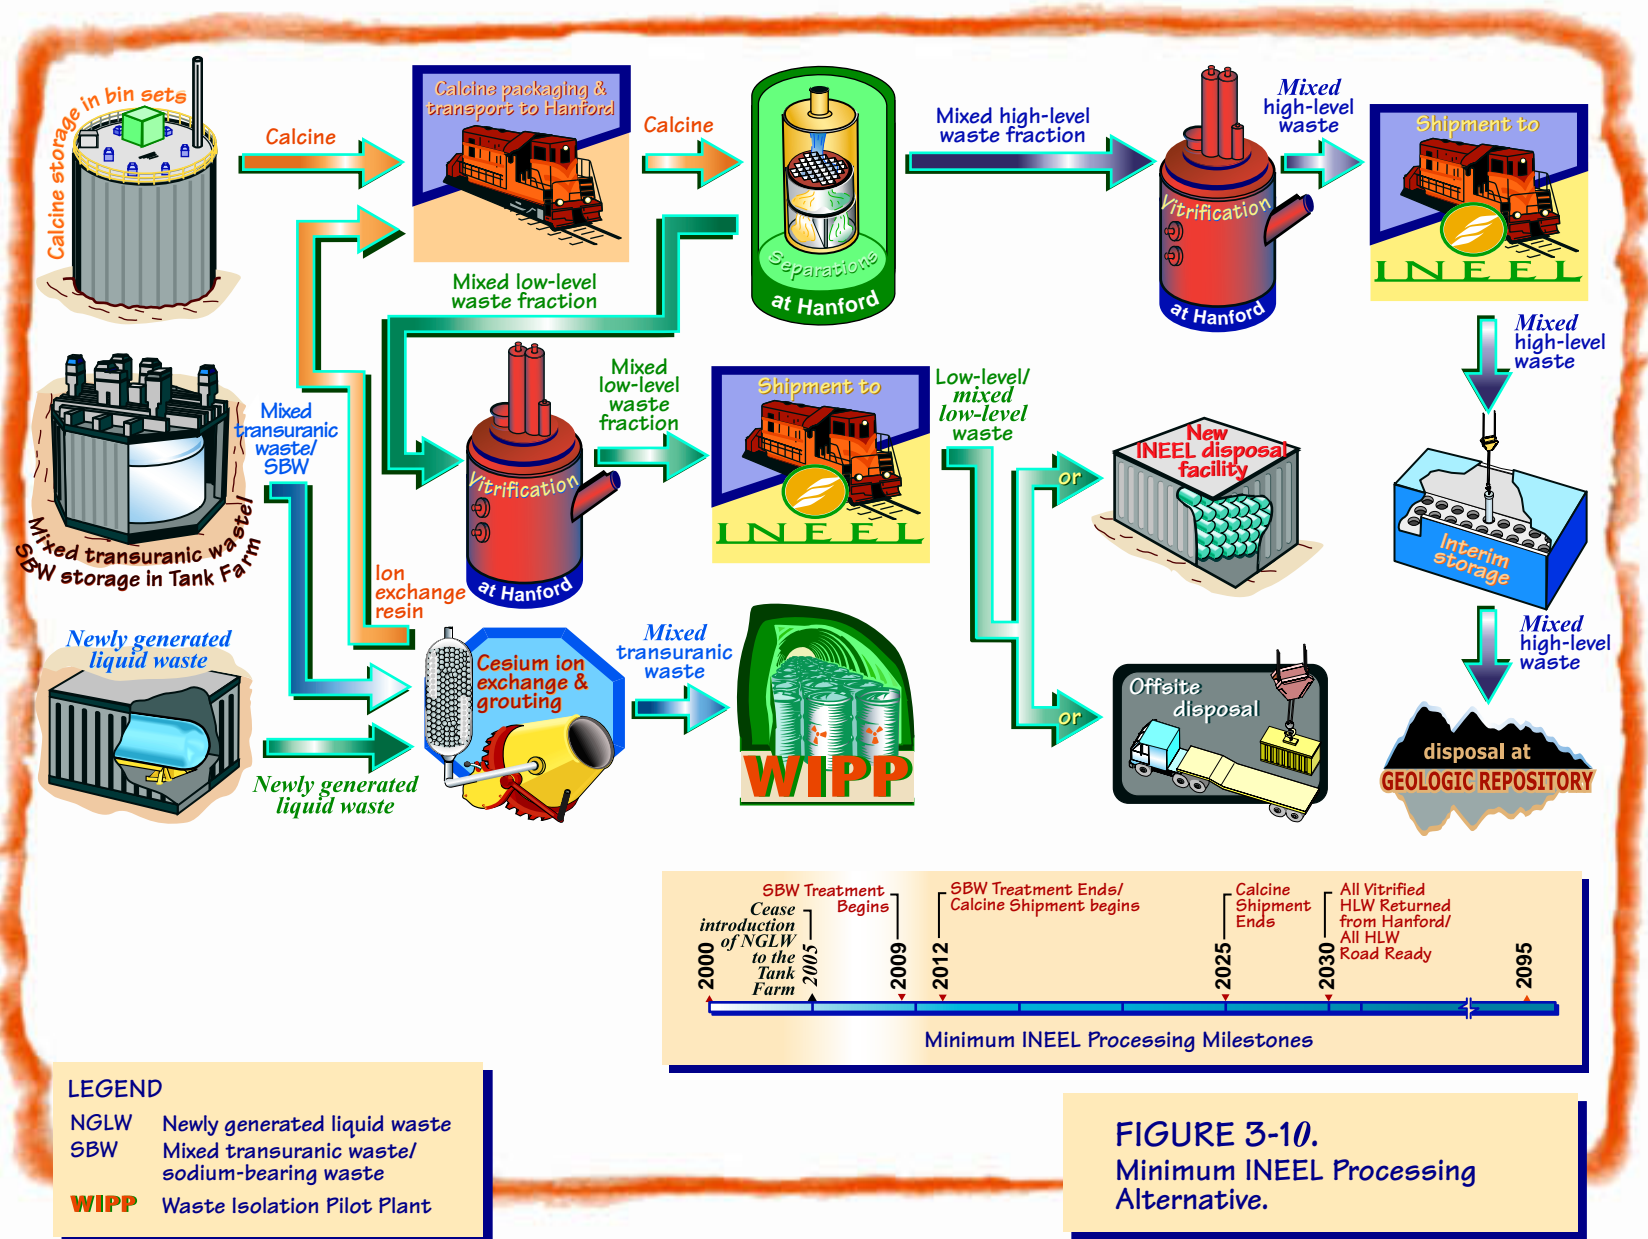 Calcine storage in bin sets
Calcine
Calcine packaging &
transport to Hanford
Calcine
Separations
at Hanford
Mixed high-level
waste fraction
Vitrification
at Hanford
Mixed
high-level
waste
Shipment to
INEEL
Mixed low-level
waste fraction
Mixed
high-level
waste
Mixed transuranic waste/
SBW storage in Tank Farm
Mixed
transuranic
waste/
SBW
Vitrification
at Hanford
Mixed
low-level
waste
fraction
Shipment to
INEEL
Low-level/
mixed
low-level
waste
or
New
INEEL disposal
facility
Interim
storage
Ion
exchange
resin
Newly generated
liquid waste
Newly generated
liquid waste
Cesium ion
exchange &
grouting
Mixed
transuranic
waste
WIPP
or
Offsite
disposal
Mixed
high-level
waste
disposal at
GEOLOGIC REPOSITORY
SBW Treatment
Begins
Cease
introduction
of NGLW
to the
Tank
Farm
SBW Treatment Ends/
Calcine Shipment begins
Calcine
Shipment
Ends
All Vitrified
HLW Returned
from Hanford/
All HLW
Road Ready
2000
2005
2009
2012
2025
2030
2095
Minimum INEEL Processing Milestones
LEGEND
NGLW Newly generated liquid waste
SBW Mixed transuranic waste/
sodium-bearing waste
WIPP Waste Isolation Pilot Plant
FIGURE 3-10.
Minimum INEEL Processing
Alternative.